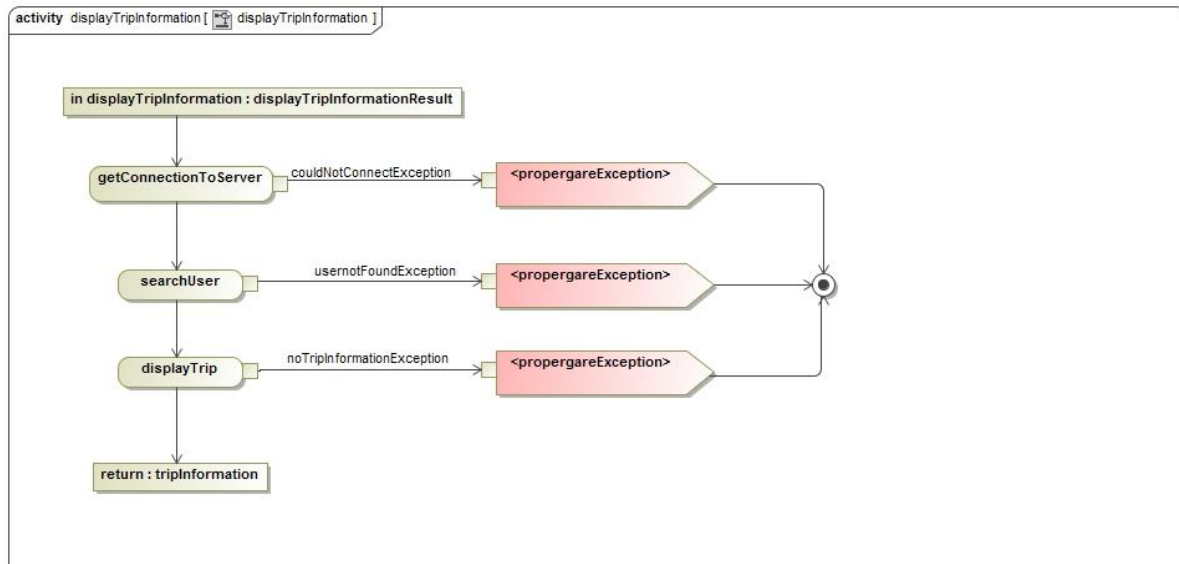 activity displayTripInformation [ displayTripInformation ]
in displayTripInformation : displayTripInformationResult
getConnectionToServer
couldNotConnectException
<propergareException>
searchUser
usernotFoundException
<propergareException>
displayTrip
noTripInformationException
<propergareException>
return : tripInformation